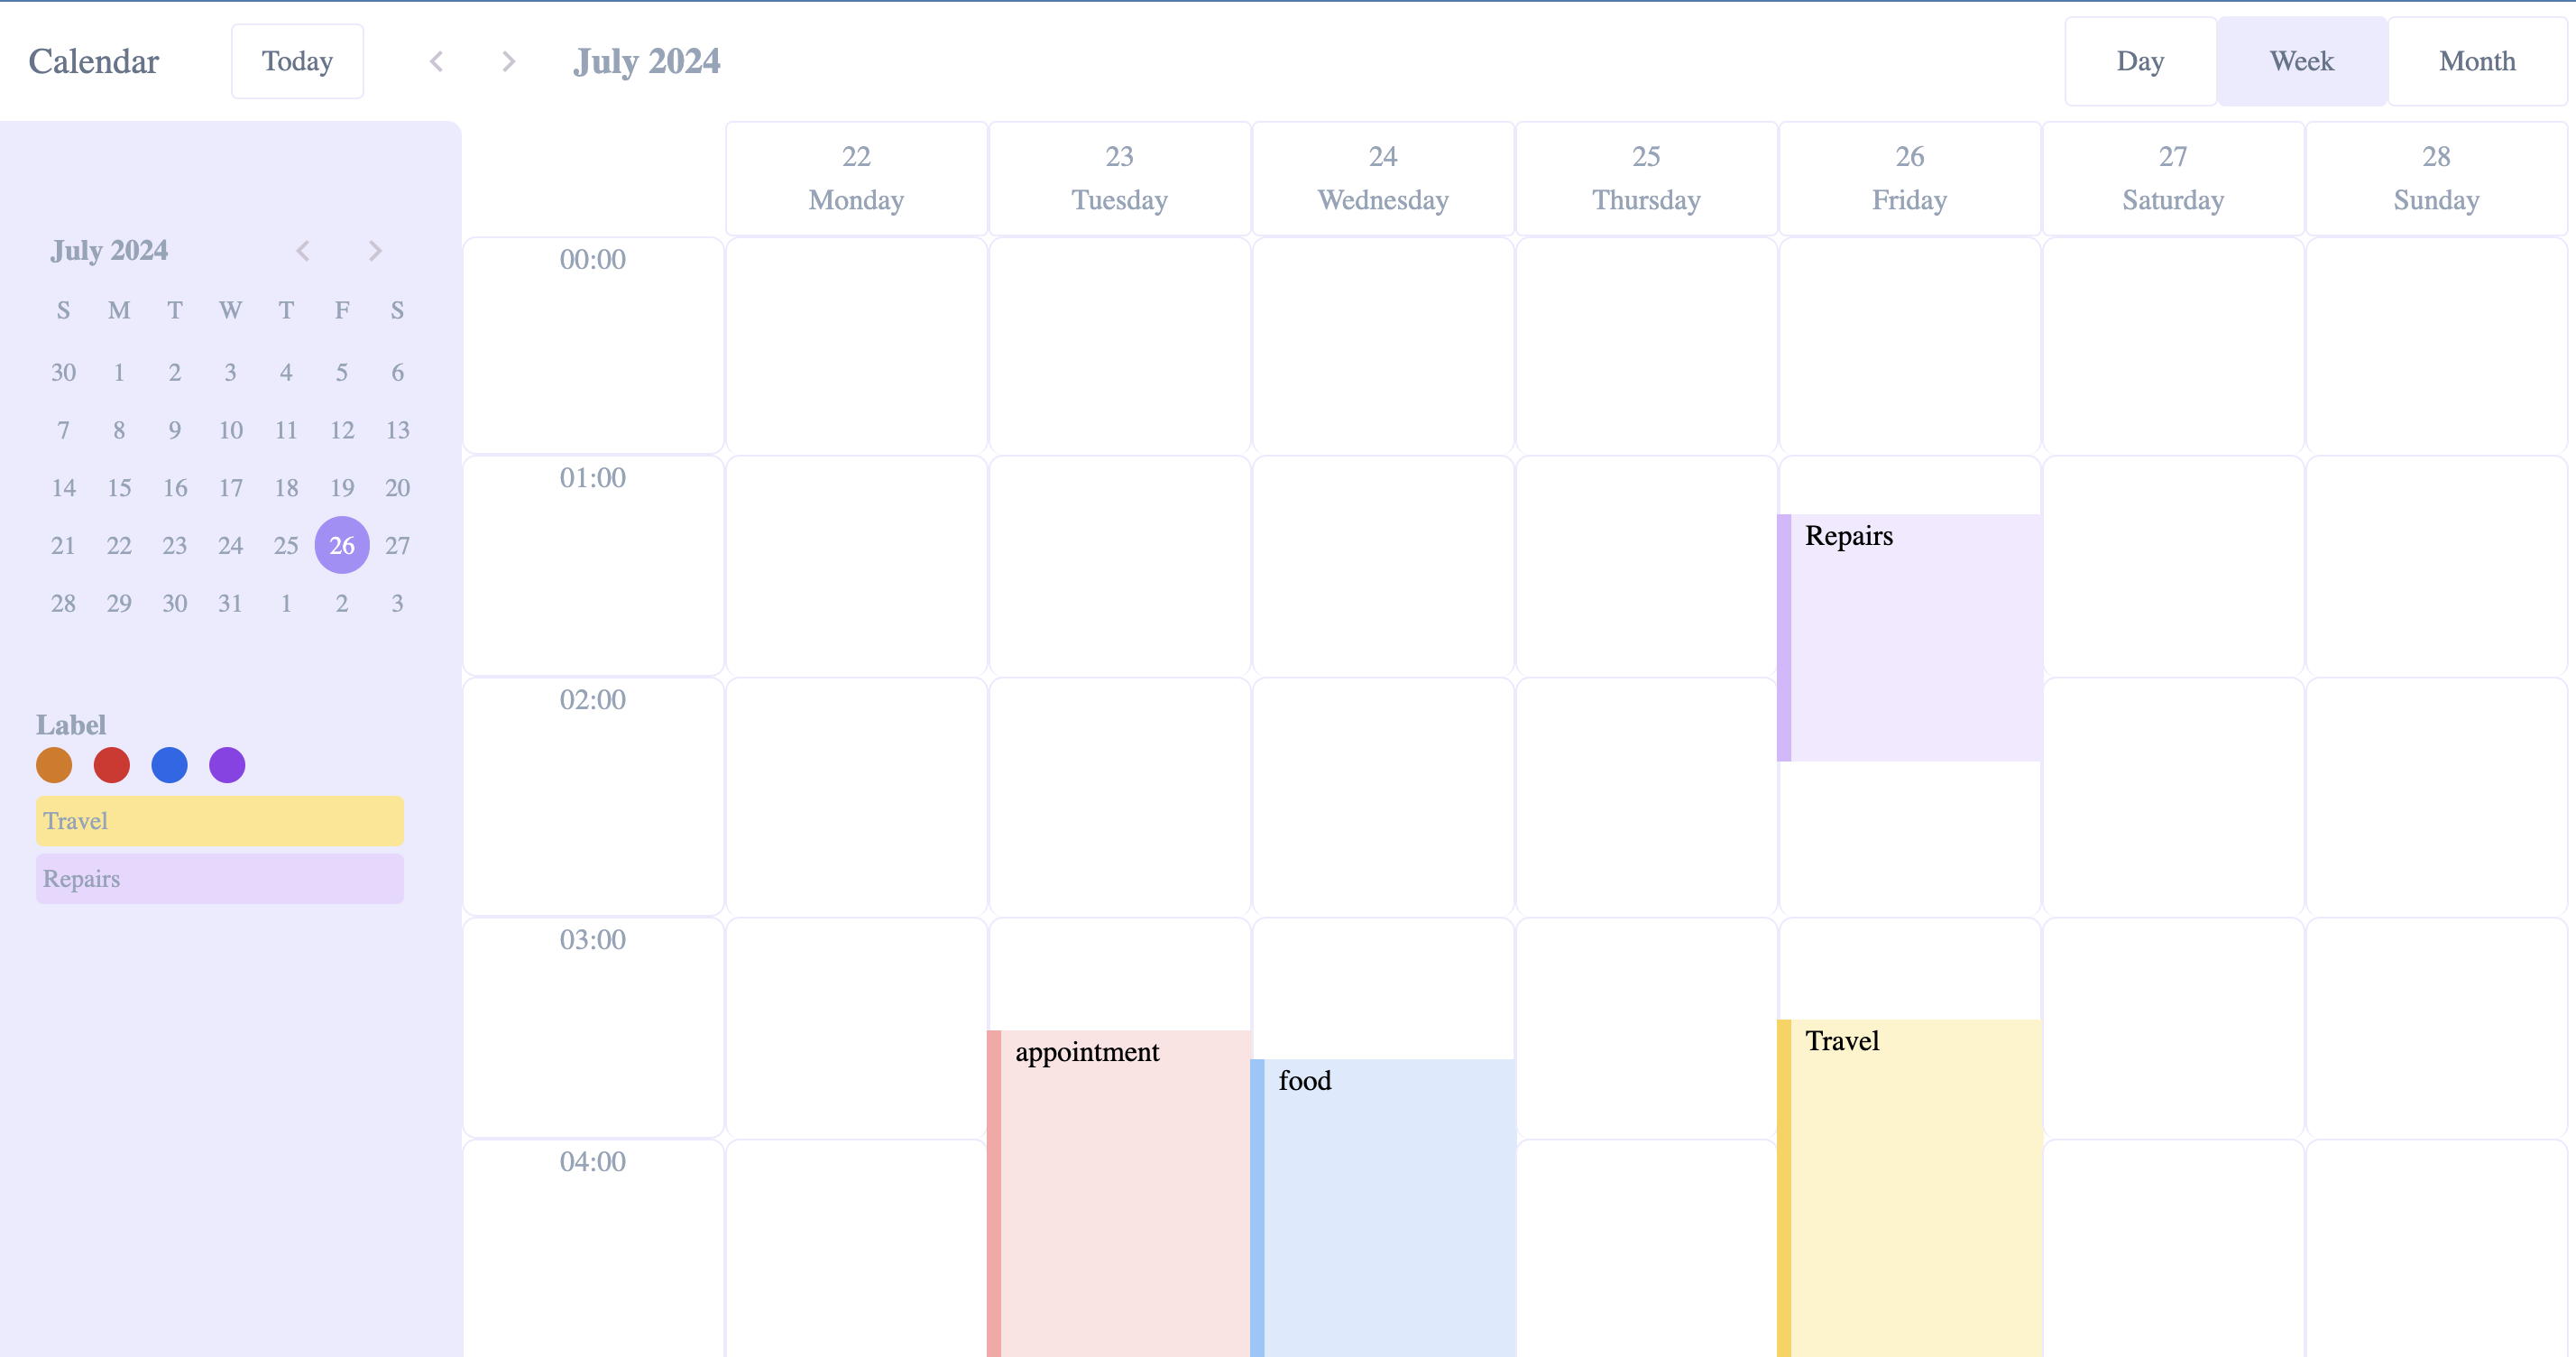 Calendar Today July 2024 Day Week Month
22 23 24 25 26 27 28
Monday Tuesday Wednesday Thursday Friday Saturday Sunday
July 2024
S M T W T F S
30 1 2 3 4 5 6
7 8 9 10 11 12 13
14 15 16 17 18 19 20
21 22 23 24 25 26 27
28 29 30 31 1 2 3
Label
Travel
Repairs
00:00
01:00
Repairs
02:00
03:00
appointment
food
Travel
04:00